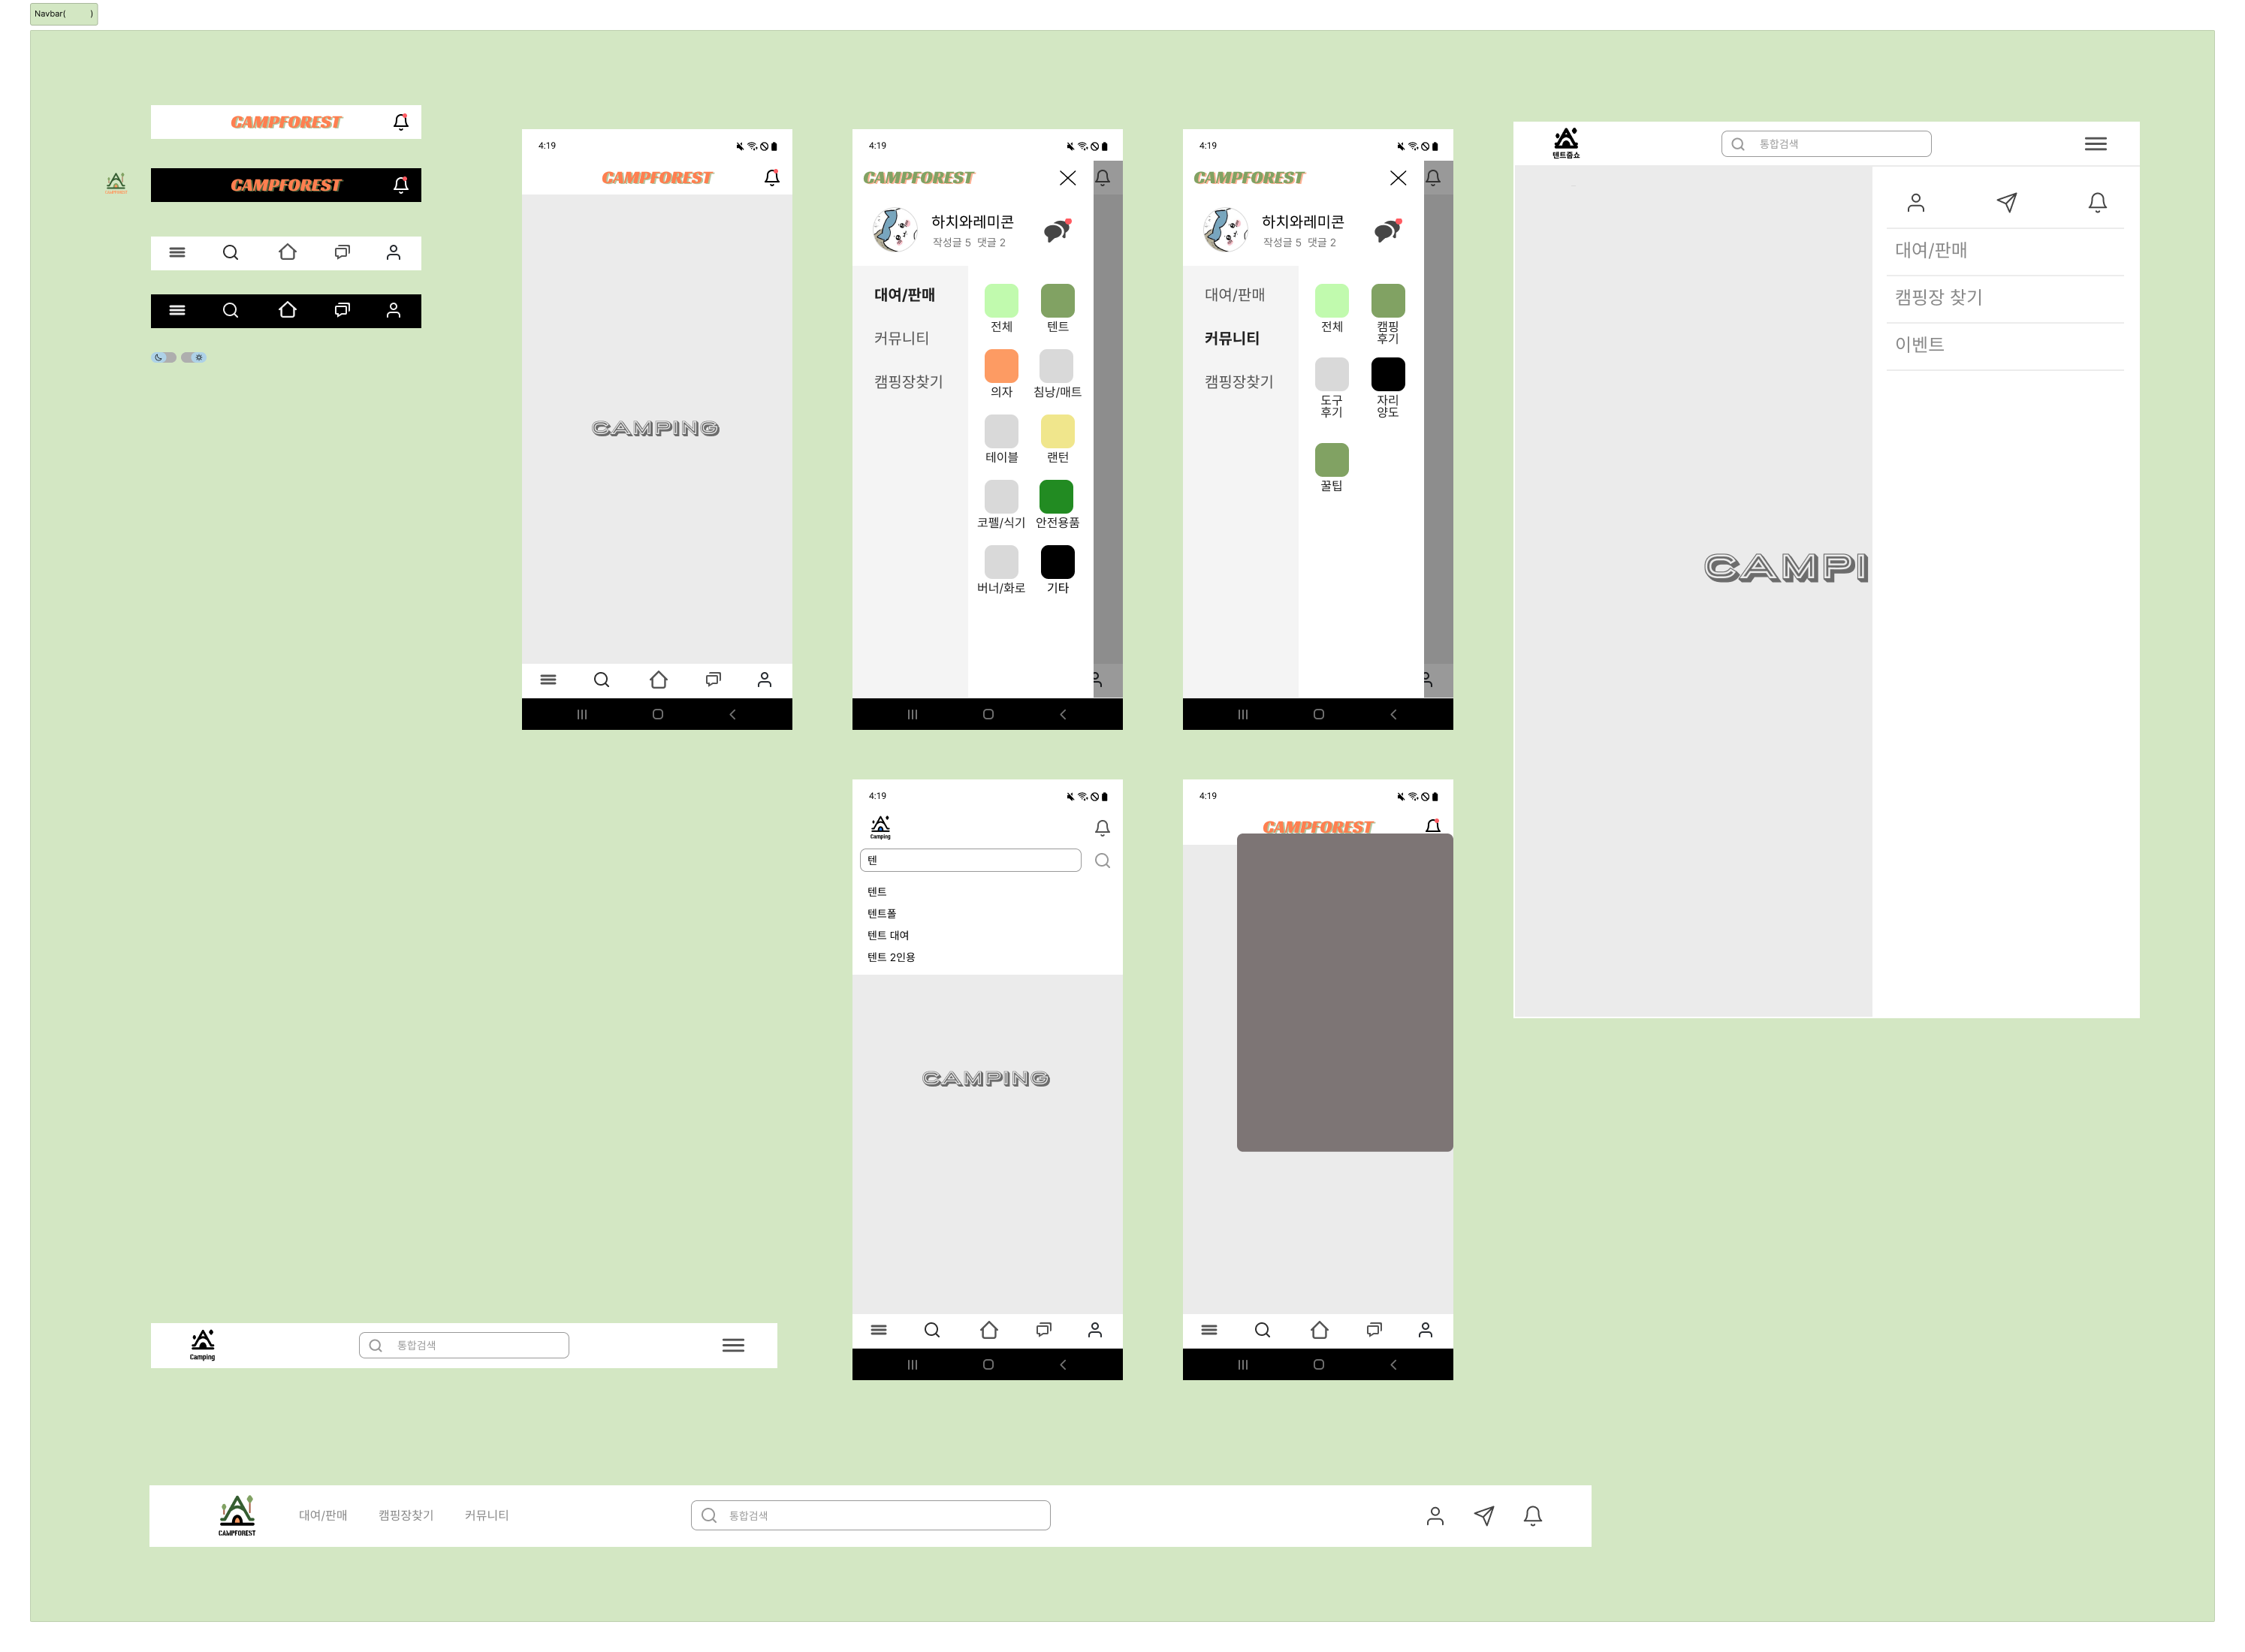 Navbar( )
CAMPFOREST
CAMPFOREST
4:19
CAMPFOREST
CAMPING
4:19
CAMPFOREST
하치와레미콘
작성글 5 댓글 2
대여/판매
커뮤니티
캠핑장찾기
전체 텐트
의자 침낭/매트
테이블 랜턴
코펠/식기 안전용품
버너/화로 기타
4:19
CAMPFOREST
하치와레미콘
작성글 5 댓글 2
대여/판매
커뮤니티
캠핑장찾기
전체
캠핑
후기
도구
후기
자리
양도
꿀팁
텐트줍쇼
통합검색
대여/판매
캠핑장 찾기
이벤트
CAMPI
4:19
Camping
텐
텐트
텐트폴
텐트 대여
텐트 2인용
CAMPING
4:19
CAMPFOREST
Camping
통합검색
CAMPFOREST
대여/판매 캠핑장찾기 커뮤니티
통합검색